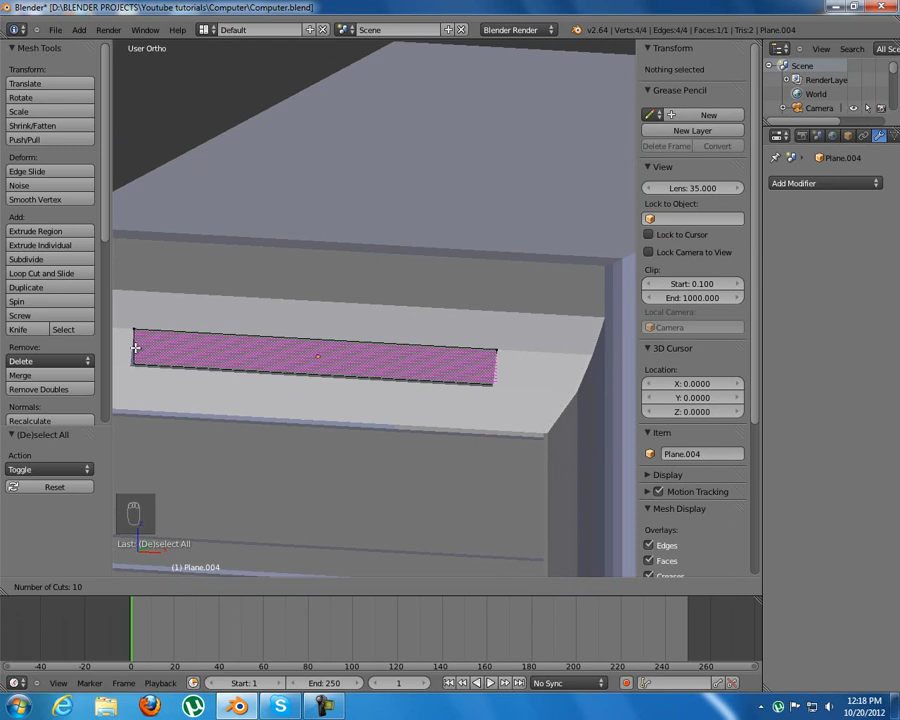 Blender* [D:\BLENDER PROJECTS\Youtube tutorials\Computer\Computer.blend]
File Add Render Window Help
Default
Scene
Blender Render
v2.64 | Verts:4/4 | Edges:4/4 | Faces:1/1 | Tris:2 | Plane.004
View Search All Sce
Mesh Tools
Transform:
Translate
Rotate
Scale
Shrink/Fatten
Push/Pull
Deform:
Edge Slide
Noise
Smooth Vertex
Add:
Extrude Region
Extrude Individual
Subdivide
Loop Cut and Slide
Duplicate
Spin
Screw
Knife Select
Remove:
Delete
Merge
Remove Doubles
Normals:
Recalculate
(De)select All
Action
Toggle
Reset
User Ortho
Last: (De)select All
(1) Plane.004
Transform
Nothing selected
Grease Pencil
New
New Layer
Delete Frame Convert
View
Lens: 35.000
Lock to Object:
Lock to Cursor
Lock Camera to View
Clip:
Start: 0.100
End: 1000.000
Local Camera:
Camera
3D Cursor
Location:
X: 0.0000
Y: 0.0000
Z: 0.0000
Item
Plane.004
Display
Motion Tracking
Mesh Display
Overlays:
Edges
Faces
Creases
Scene
RenderLaye
World
Camera
Plane.004
Add Modifier
Number of Cuts: 10
-40 -20 0 20 40 60 80 100 120 140 160 180 200 220 240 260
View Marker Frame Playback
Start: 1
End: 250
1
No Sync
12:18 PM
10/20/2012